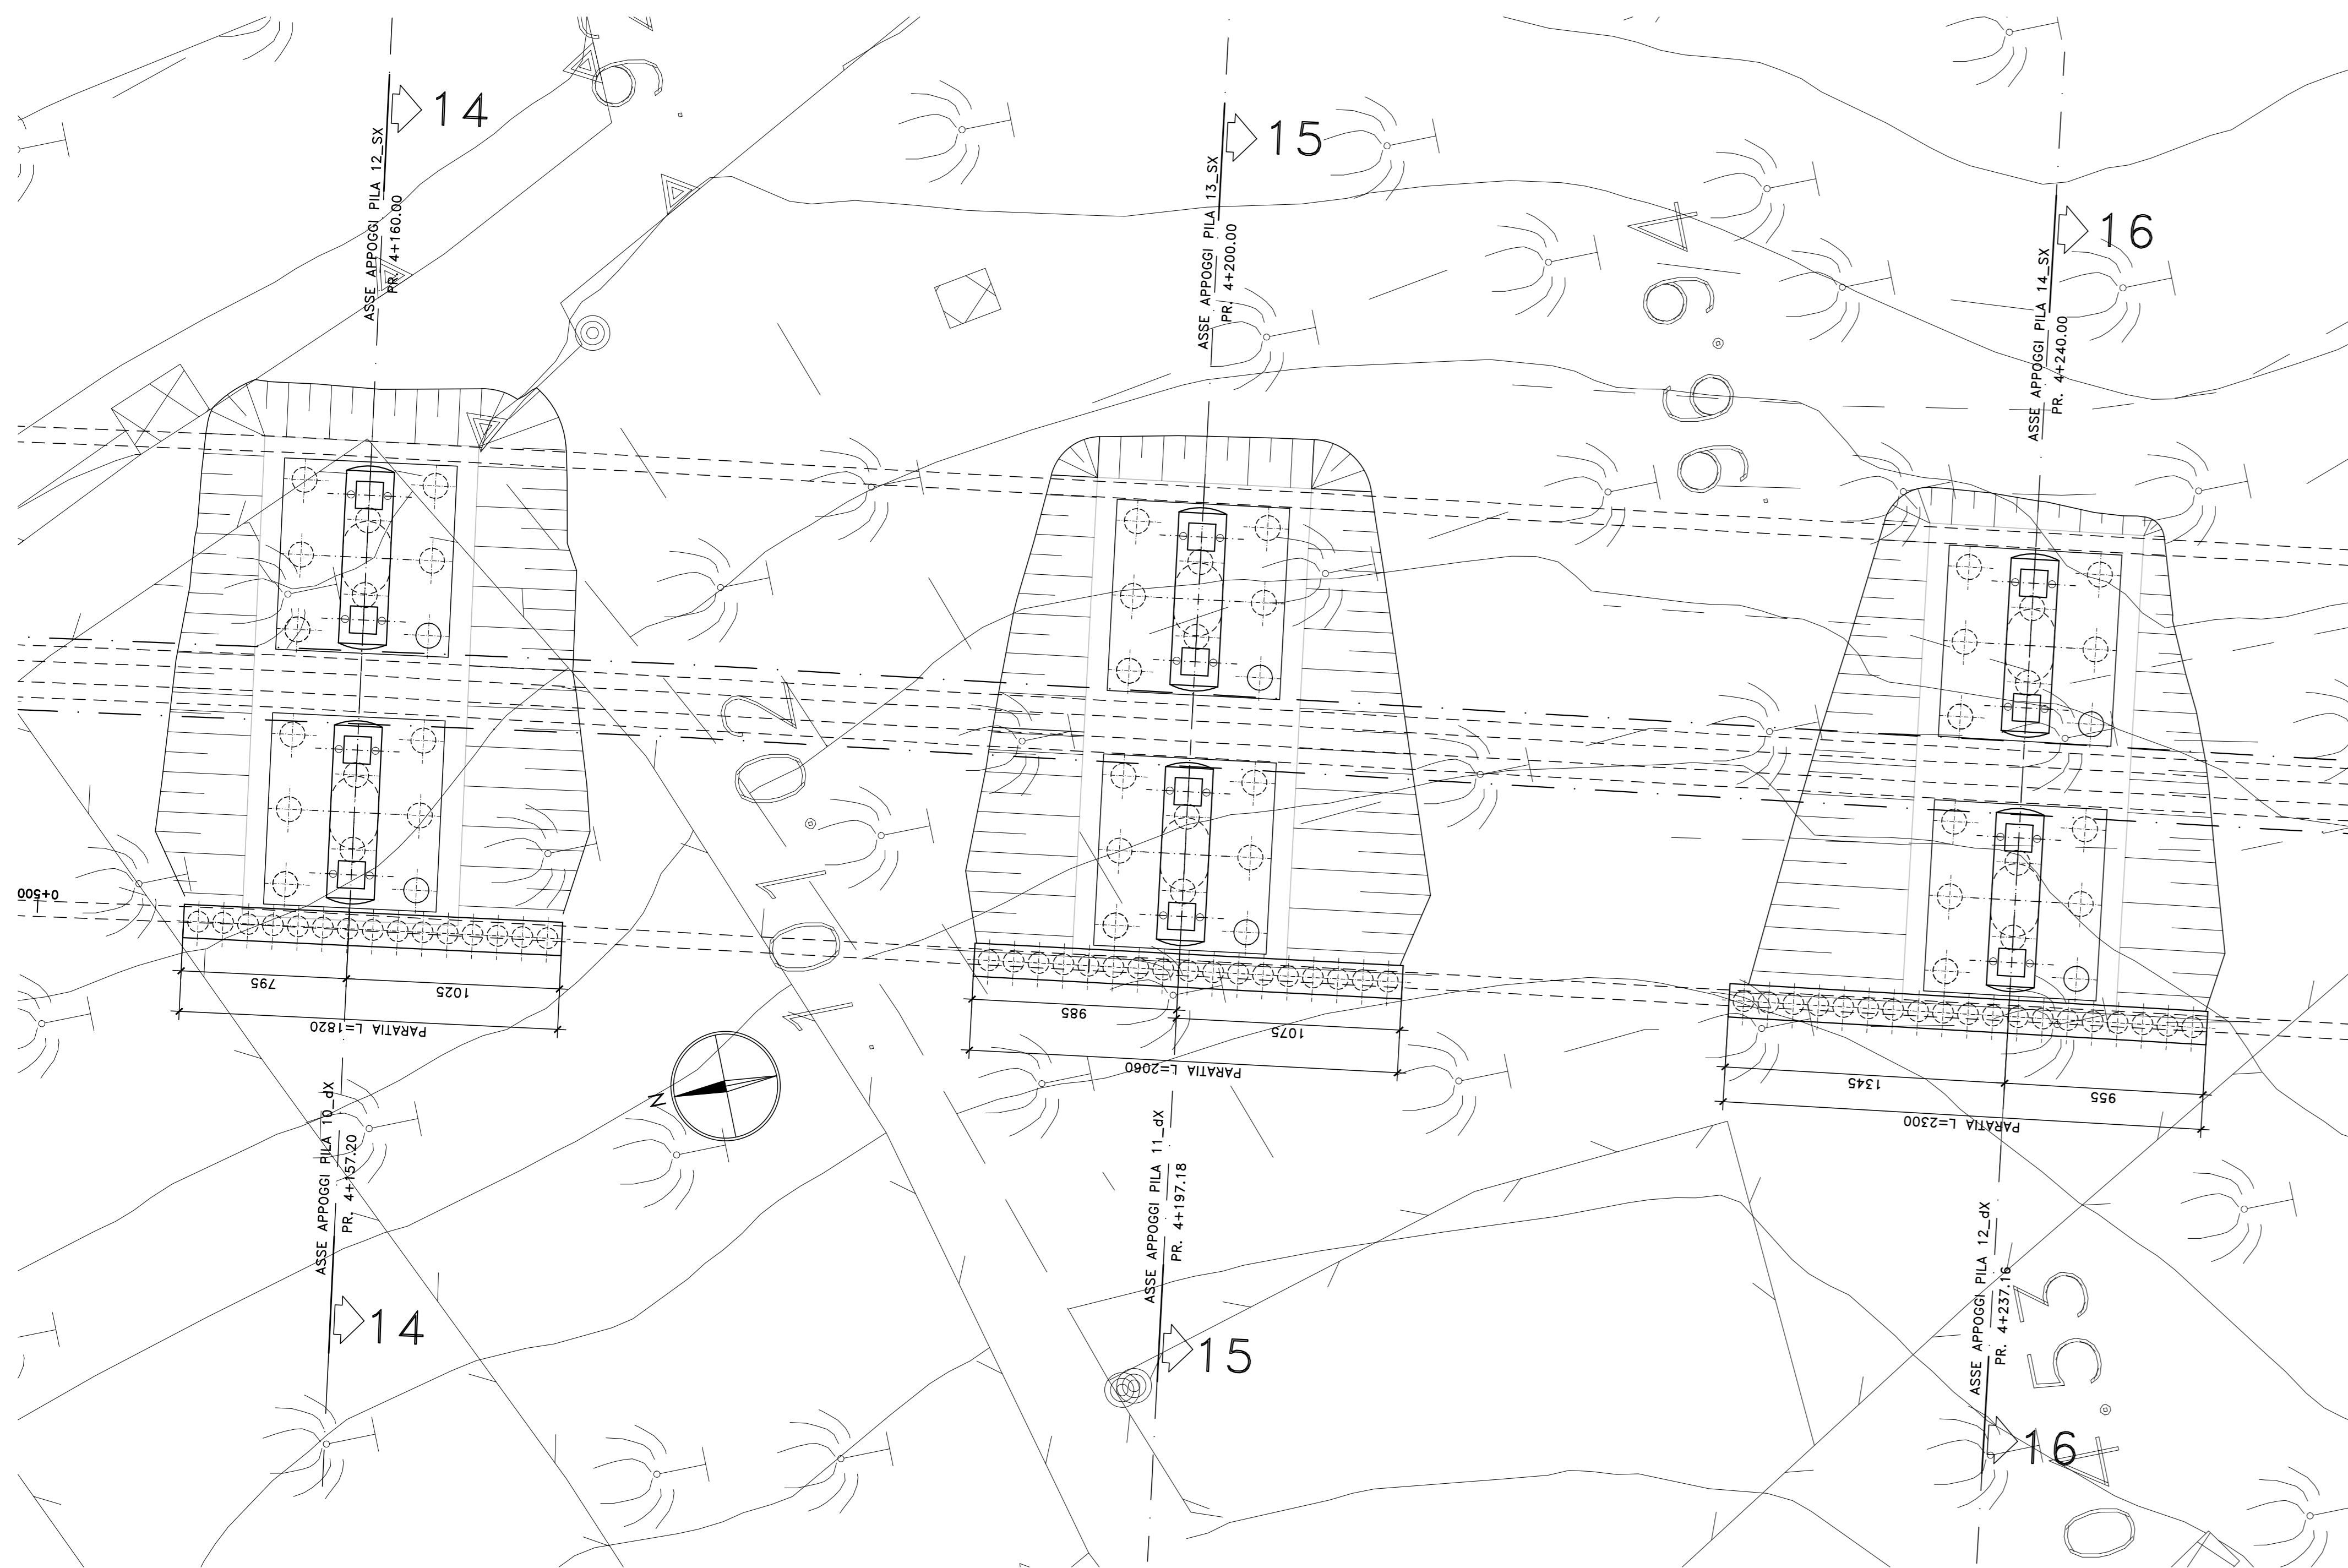 14
ASSE APPOGGI PILA 12_SX
PR. 4+160.00
15
ASSE APPOGGI PILA 13_SX
PR. 4+200.00
16
ASSE APPOGGI PILA 14_SX
PR. 4+240.00
0+500
795
1025
PARATIA L=1820
985
1075
PARATIA L=2060
1345
955
PARATIA L=2300
N
ASSE APPOGGI PILA 10_dX
PR. 4+157.20
14
ASSE APPOGGI PILA 11_dX
PR. 4+197.18
15
ASSE APPOGGI PILA 12_dX
PR. 4+237.16
16